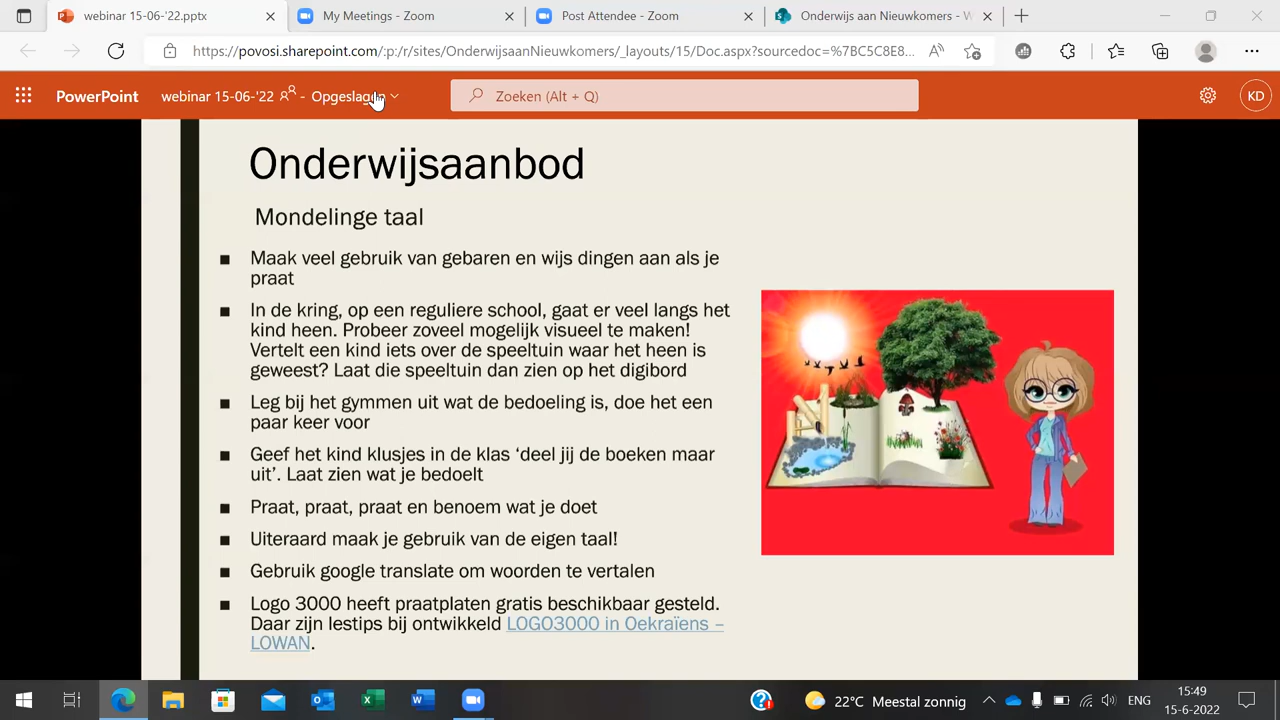 webinar 15-06-'22.pptx
My Meetings - Zoom
Post Attendee - Zoom
Onderwijs aan Nieuwkomers - W
https://povosi.sharepoint.com/:p:/r/sites/OnderwijsaanNieuwkomers/_layouts/15/Doc.aspx?sourcedoc=%7BC5C8E8...
PowerPoint
webinar 15-06-'22 - Opgeslagen
Zoeken (Alt + Q)
KD
Onderwijsaanbod
Mondelinge taal
■ Maak veel gebruik van gebaren en wijs dingen aan als je
praat
■ In de kring, op een reguliere school, gaat er veel langs het
kind heen. Probeer zoveel mogelijk visueel te maken!
Vertelt een kind iets over de speeltuin waar het heen is
geweest? Laat die speeltuin dan zien op het digibord
■ Leg bij het gymmen uit wat de bedoeling is, doe het een
paar keer voor
■ Geef het kind klusjes in de klas ‘deel jij de boeken maar
uit’. Laat zien wat je bedoelt
■ Praat, praat, praat en benoem wat je doet
■ Uiteraard maak je gebruik van de eigen taal!
■ Gebruik google translate om woorden te vertalen
■ Logo 3000 heeft praatplaten gratis beschikbaar gesteld.
Daar zijn lestips bij ontwikkeld LOGO3000 in Oekraïens –
LOWAN.
22°C Meestal zonnig
ENG
15:49
15-6-2022